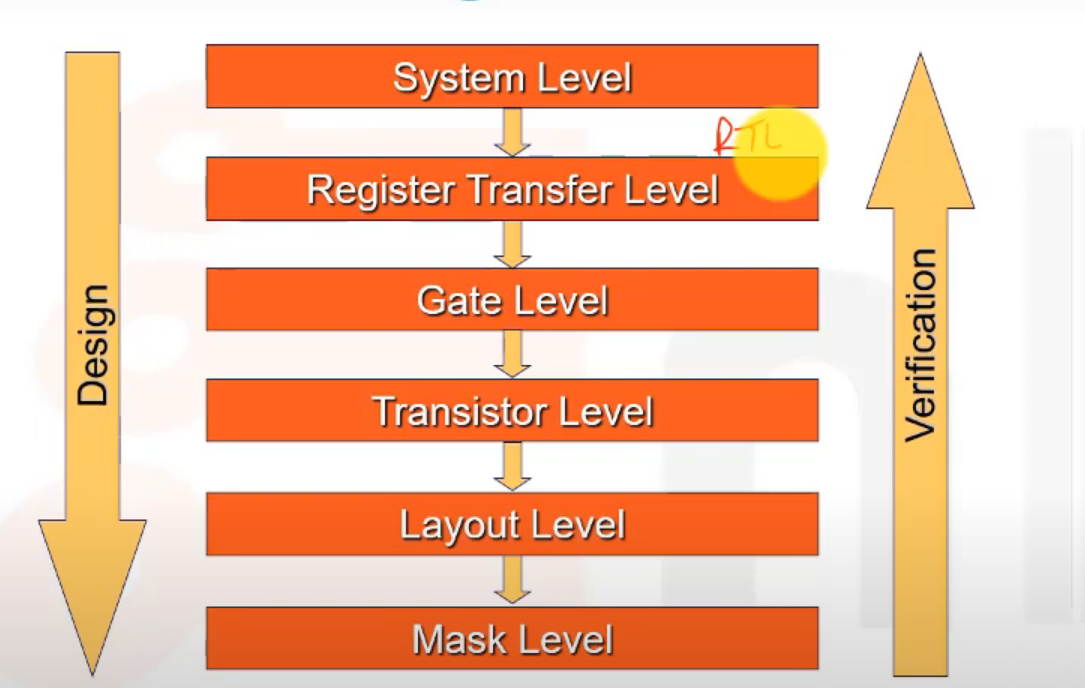 System Level
RTL
Register Transfer Level
Gate Level
Transistor Level
Layout Level
Mask Level
Design
Verification